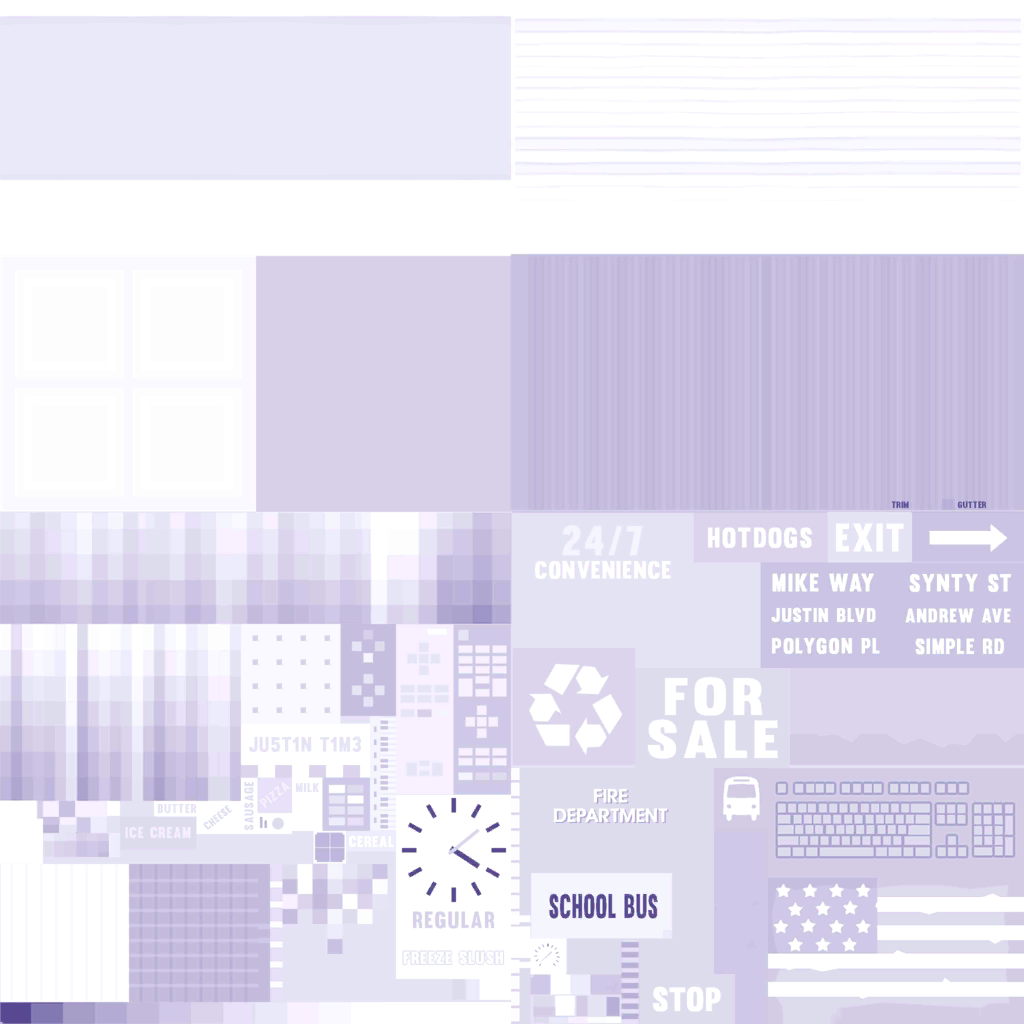 TRIM
GUTTER
24/7
CONVENIENCE
HOTDOGS
EXIT
MIKE WAY
SYNTY ST
JUSTIN BLVD
ANDREW AVE
POLYGON PL
SIMPLE RD
FOR
SALE
JU5T1N T1M3
SAUSAGE
PIZZA
MILK
BUTTER
CHEESE
ICE CREAM
CEREAL
REGULAR
FREEZE SLUSH
FIRE
DEPARTMENT
SCHOOL BUS
STOP